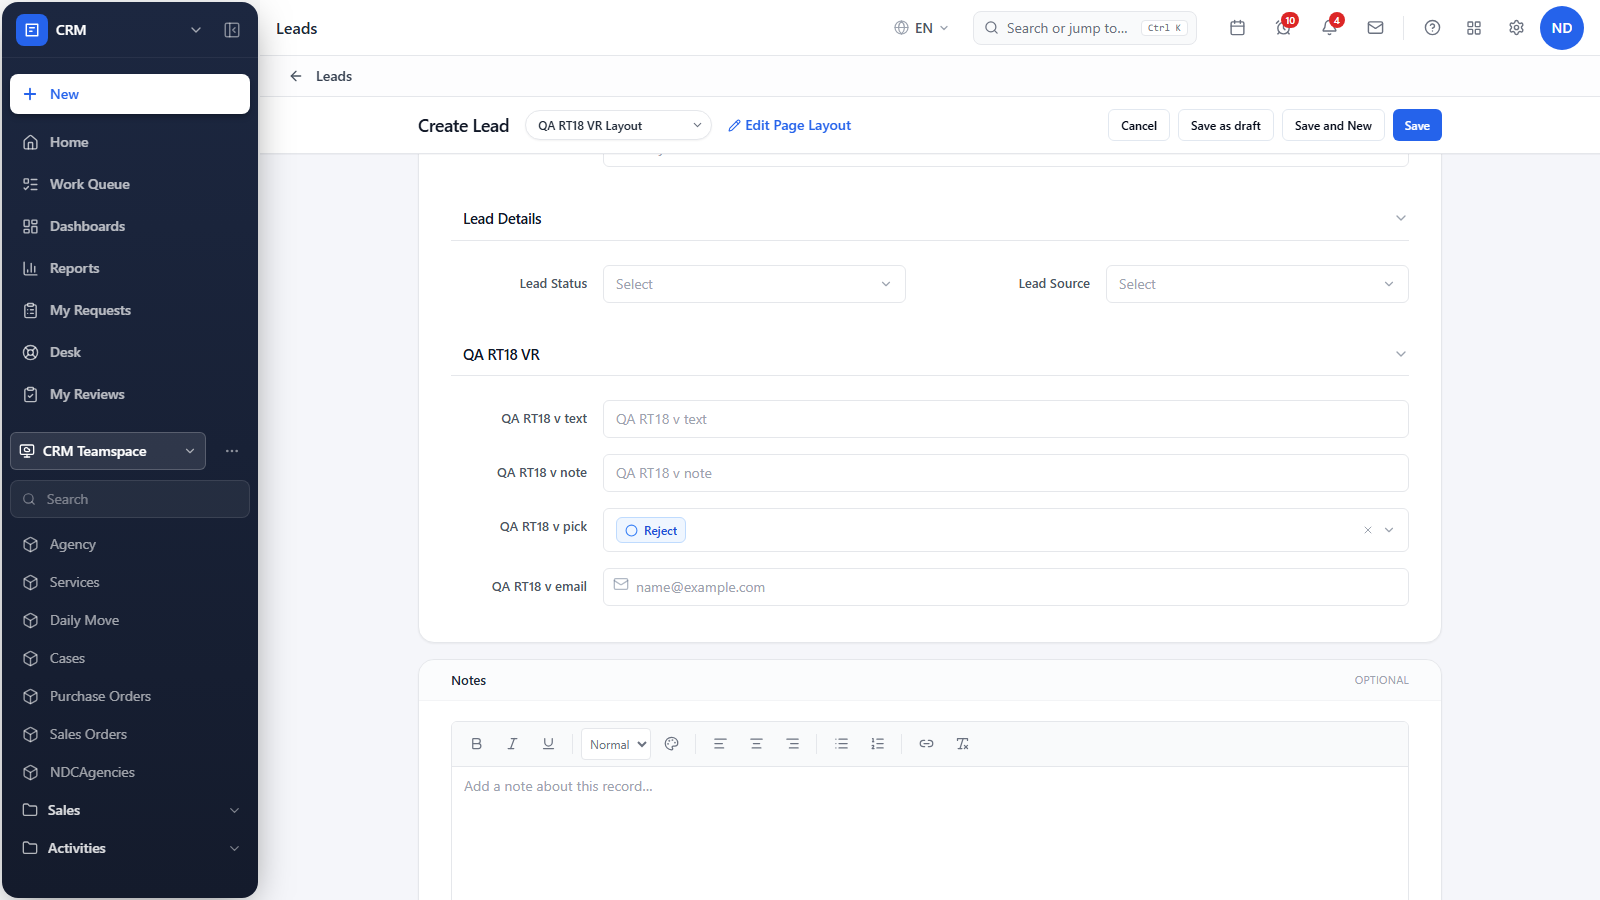 CRM
New
Home
Work Queue
Dashboards
Reports
My Requests
Desk
My Reviews
CRM Teamspace
Search
Agency
Services
Daily Move
Cases
Purchase Orders
Sales Orders
NDCAgencies
Sales
Activities
Leads
EN
Search or jump to...
Ctrl K
10
4
ND
Leads
Create Lead
QA RT18 VR Layout
Edit Page Layout
Cancel
Save as draft
Save and New
Save
Lead Details
Lead Status
Select
Lead Source
Select
QA RT18 VR
QA RT18 v text
QA RT18 v text
QA RT18 v note
QA RT18 v note
QA RT18 v pick
Reject
QA RT18 v email
name@example.com
Notes
OPTIONAL
Normal
Add a note about this record...